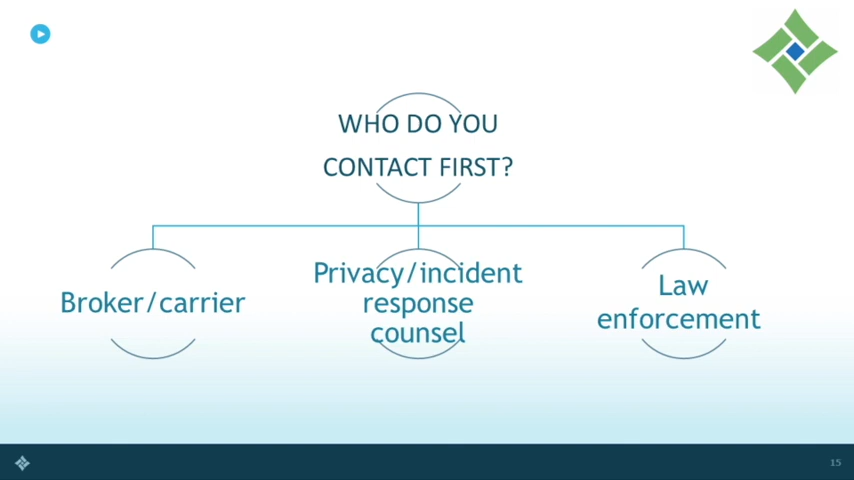 WHO DO YOU
CONTACT FIRST?
Broker/carrier
Privacy/incident
response
counsel
Law
enforcement
15